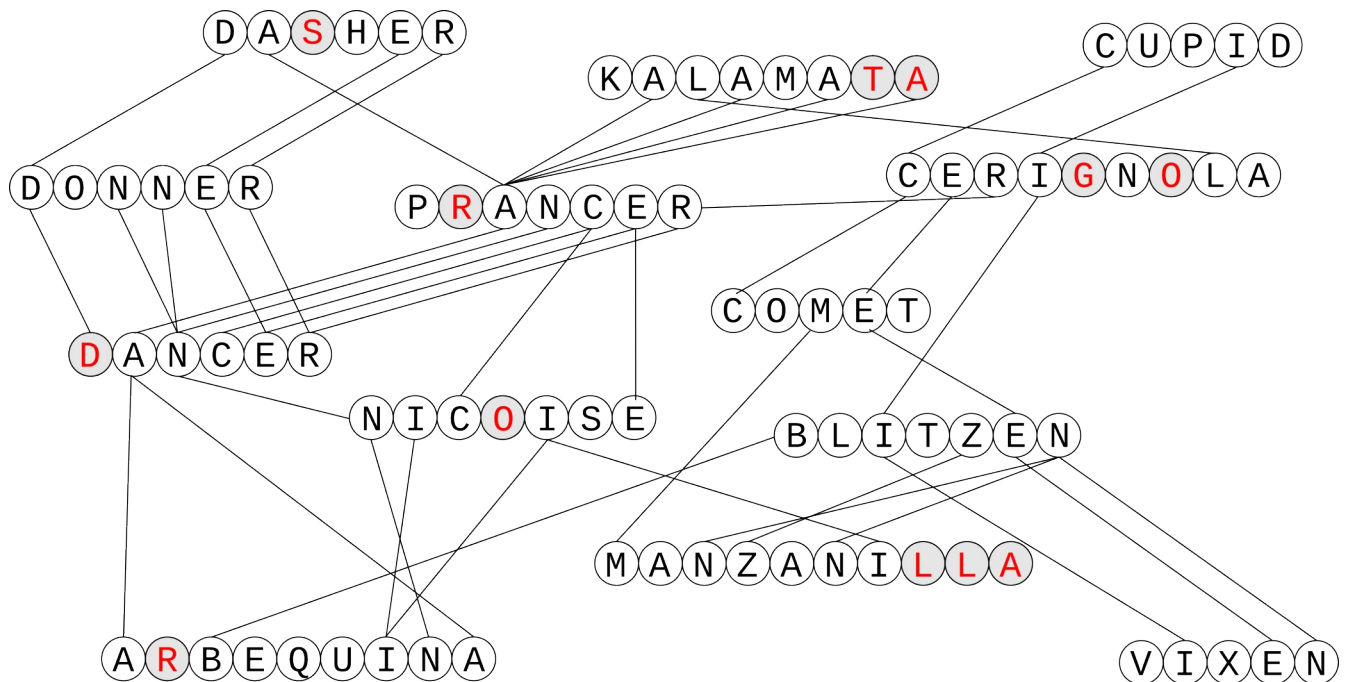 DASHER
CUPID
KALAMATA
DONNER
CERIGNOLA
PRANCER
COMET
DANCER
NICOISE
BLITZEN
MANZANILLA
ARBEQUINA
VIXEN